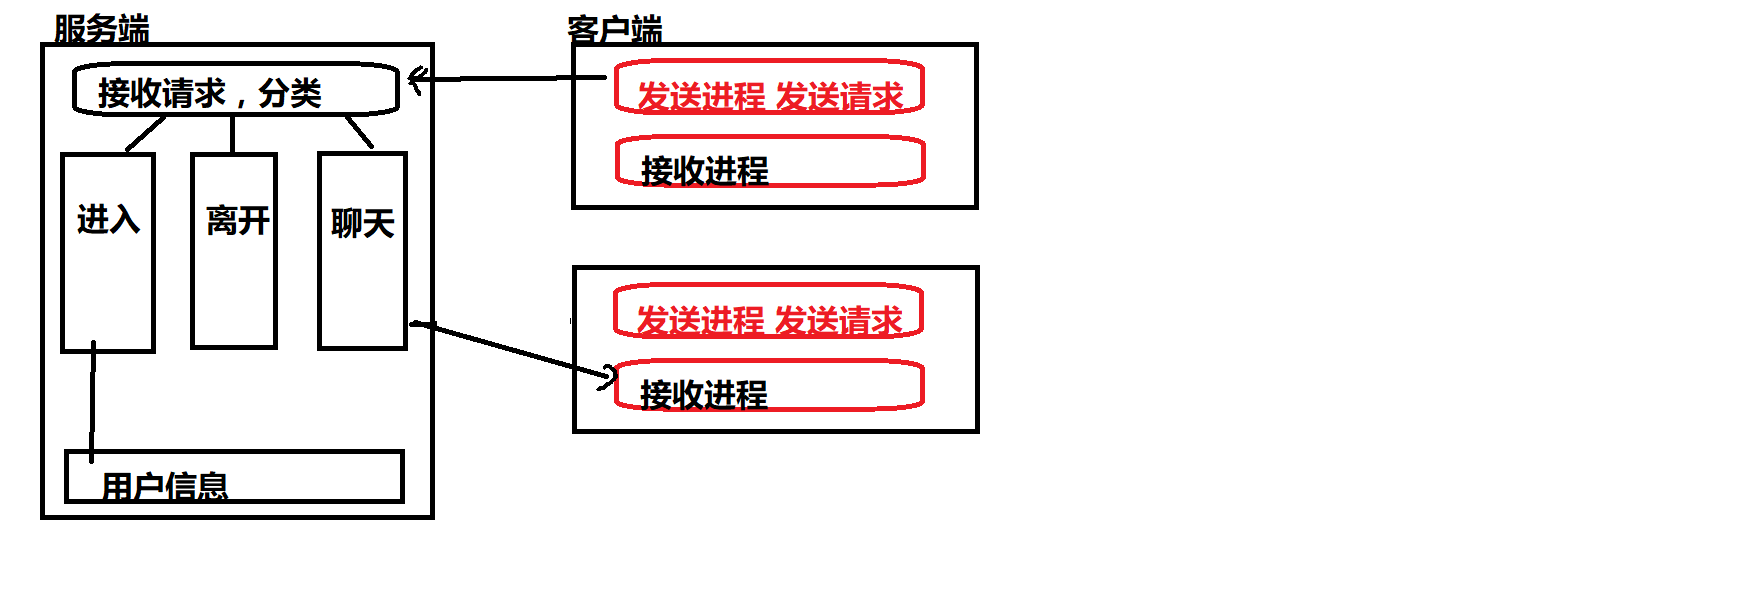 服务端
接收请求，分类
进入
离开
聊天
用户信息
客户端
发送进程 发送请求
接收进程
发送进程 发送请求
接收进程